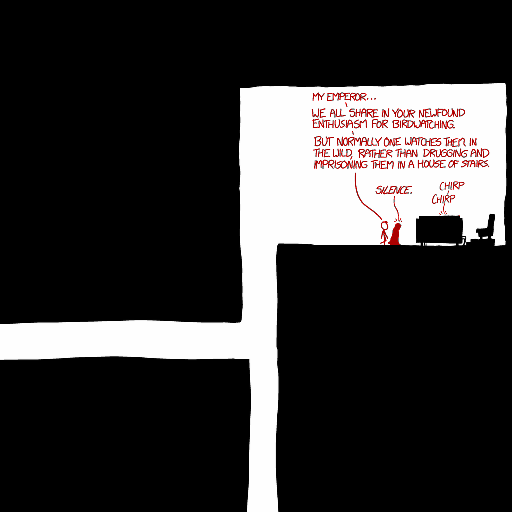 MY EMPEROR...
WE ALL SHARE IN YOUR NEWFOUND
ENTHUSIASM FOR BIRDWATCHING.
BUT NORMALLY ONE WATCHES THEM IN
THE WILD, RATHER THAN DRUGGING AND
IMPRISONING THEM IN A HOUSE OF STAIRS.
SILENCE.
CHIRP
CHIRP